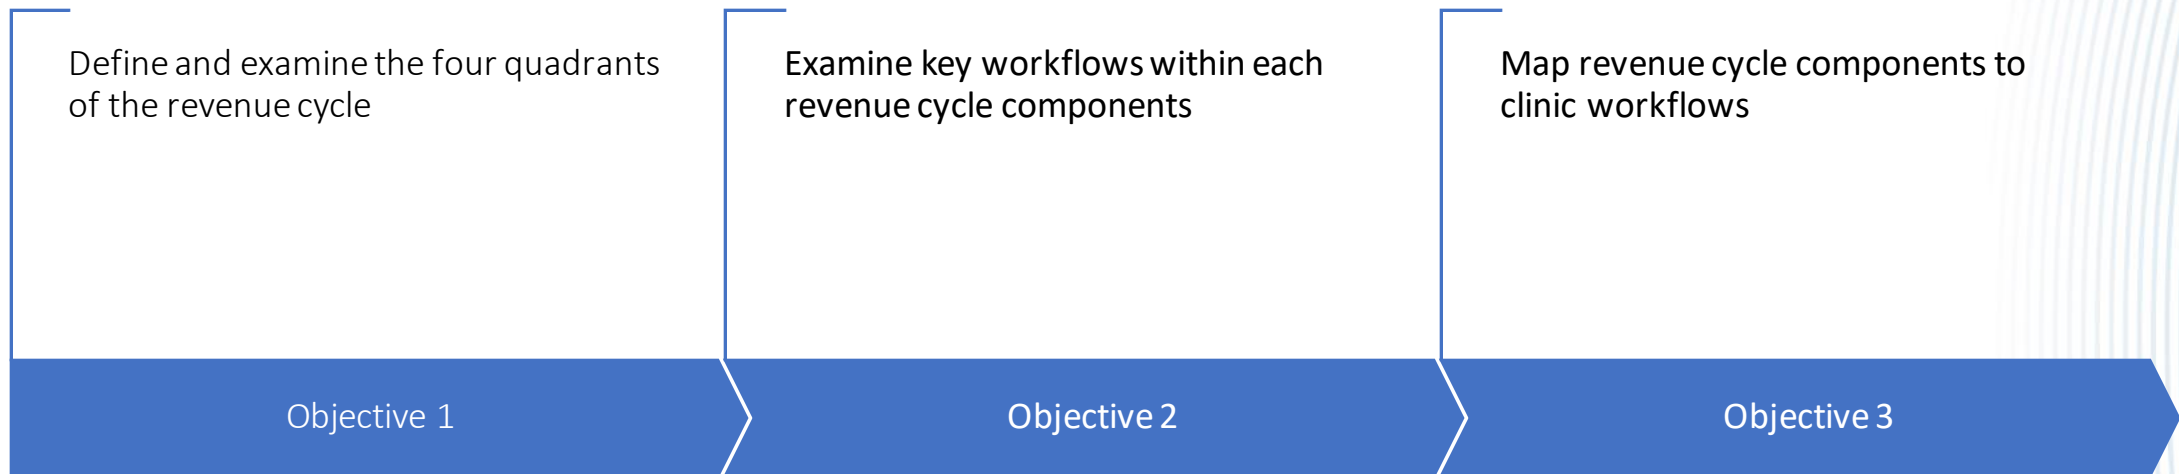 Define and examine the four quadrants
of the revenue cycle
Examine key workflows within each
revenue cycle components
Map revenue cycle components to
clinic workflows
Objective 1
Objective 2
Objective 3